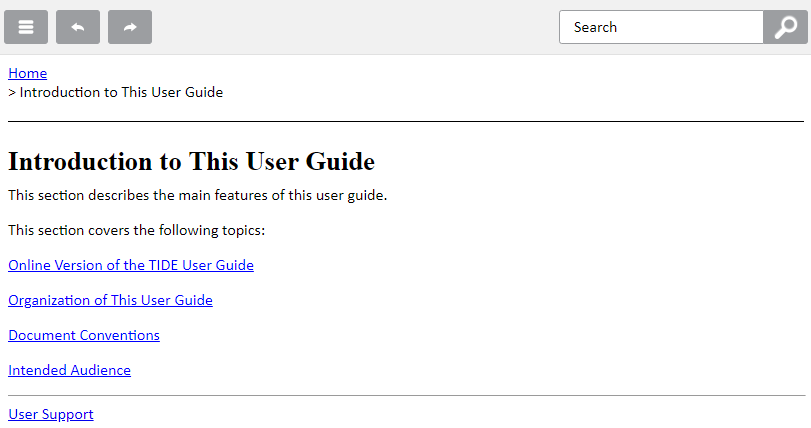 Search
Home
> Introduction to This User Guide
Introduction to This User Guide
This section describes the main features of this user guide.
This section covers the following topics:
Online Version of the TIDE User Guide
Organization of This User Guide
Document Conventions
Intended Audience
User Support